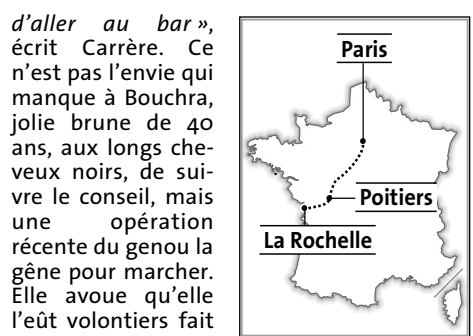 d'aller au bar »,
écrit Carrère. Ce
n'est pas l'envie qui
manque à Bouchra,
jolie brune de 40
ans, aux longs che-
veux noirs, de sui-
vre le conseil, mais
une opération
récente du genou la
gêne pour marcher.
Elle avoue qu'elle
l'eût volontiers fait
Paris
Poitiers
La Rochelle